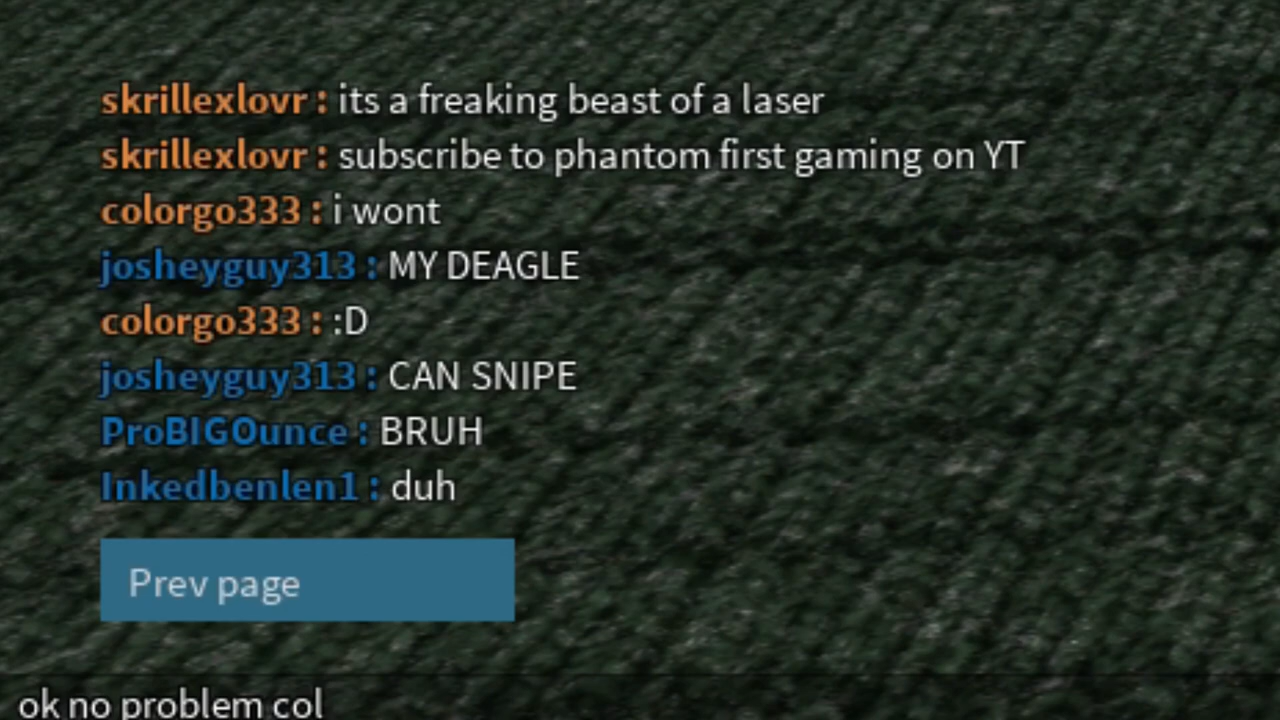 skrillexlovr : its a freaking beast of a laser
skrillexlovr : subscribe to phantom first gaming on YT
colorgo333 : i wont
josheyguy313 : MY DEAGLE
colorgo333 : :D
josheyguy313 : CAN SNIPE
ProBIGOunce : BRUH
Inkedbenlen1 : duh
Prev page
ok no problem col